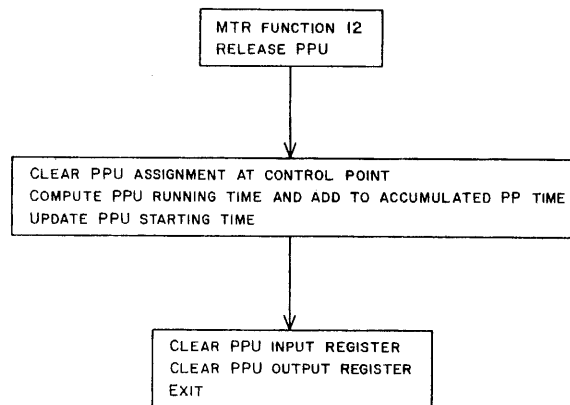 MTR FUNCTION 12
RELEASE PPU
CLEAR PPU ASSIGNMENT AT CONTROL POINT
COMPUTE PPU RUNNING TIME AND ADD TO ACCUMULATED PP TIME
UPDATE PPU STARTING TIME
CLEAR PPU INPUT REGISTER
CLEAR PPU OUTPUT REGISTER
EXIT